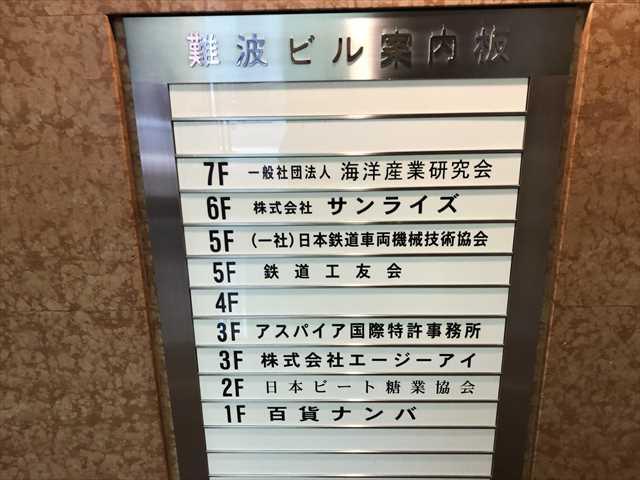 難波ビル案内板
7F 一般社団法人 海洋産業研究会
6F 株式会社 サンライズ
5F (一社)日本鉄道車両機械技術協会
5F 鉄道工友会
4F
3F アスパイア国際特許事務所
3F 株式会社エージーアイ
2F 日本ビート糖業協会
1F 百貨ナンバ